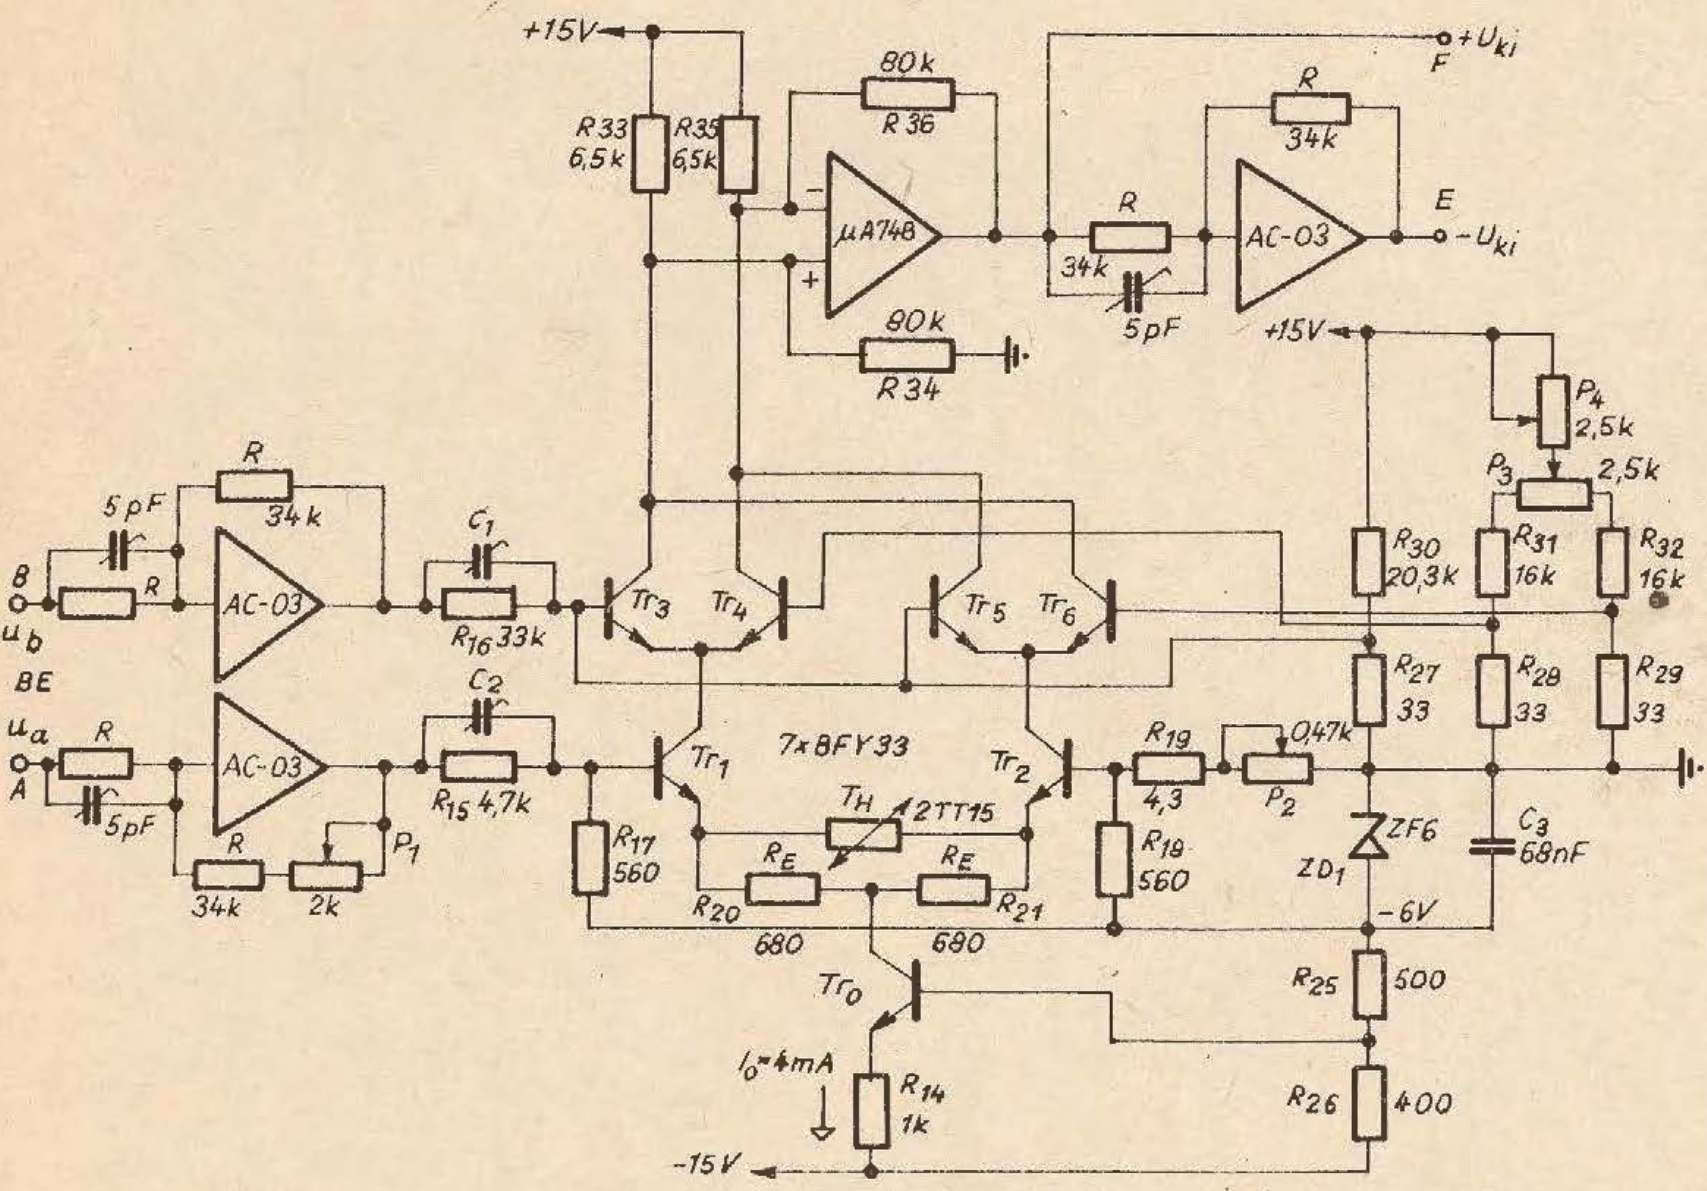 +15V
+Uki
F
80k
R36
R
34k
R33
6,5k
R35
6,5k
-
μA748
+
R
34k
5pF
AC-03
E
-Uki
80k
R34
+15V
P4
2,5k
P3
2,5k
R30
20,3k
R31
16k
R32
16k
R
34k
5pF
B
R
AC-03
ub
C1
R16 33k
Tr3
Tr4
Tr5
Tr6
BE
ua
A
R
5pF
AC-03
R
34k
P1
2k
C2
R15 4,7k
Tr1
7xBFY33
Tr2
R19
4,3
0,47k
P2
R27
33
R28
33
R29
33
R17
560
TH
2TT15
RE
RE
R20
680
R21
680
R18
560
ZF6
ZD1
C3
68nF
-6V
Tr0
R25
500
I0=4mA
R14
1k
R26
400
-15V